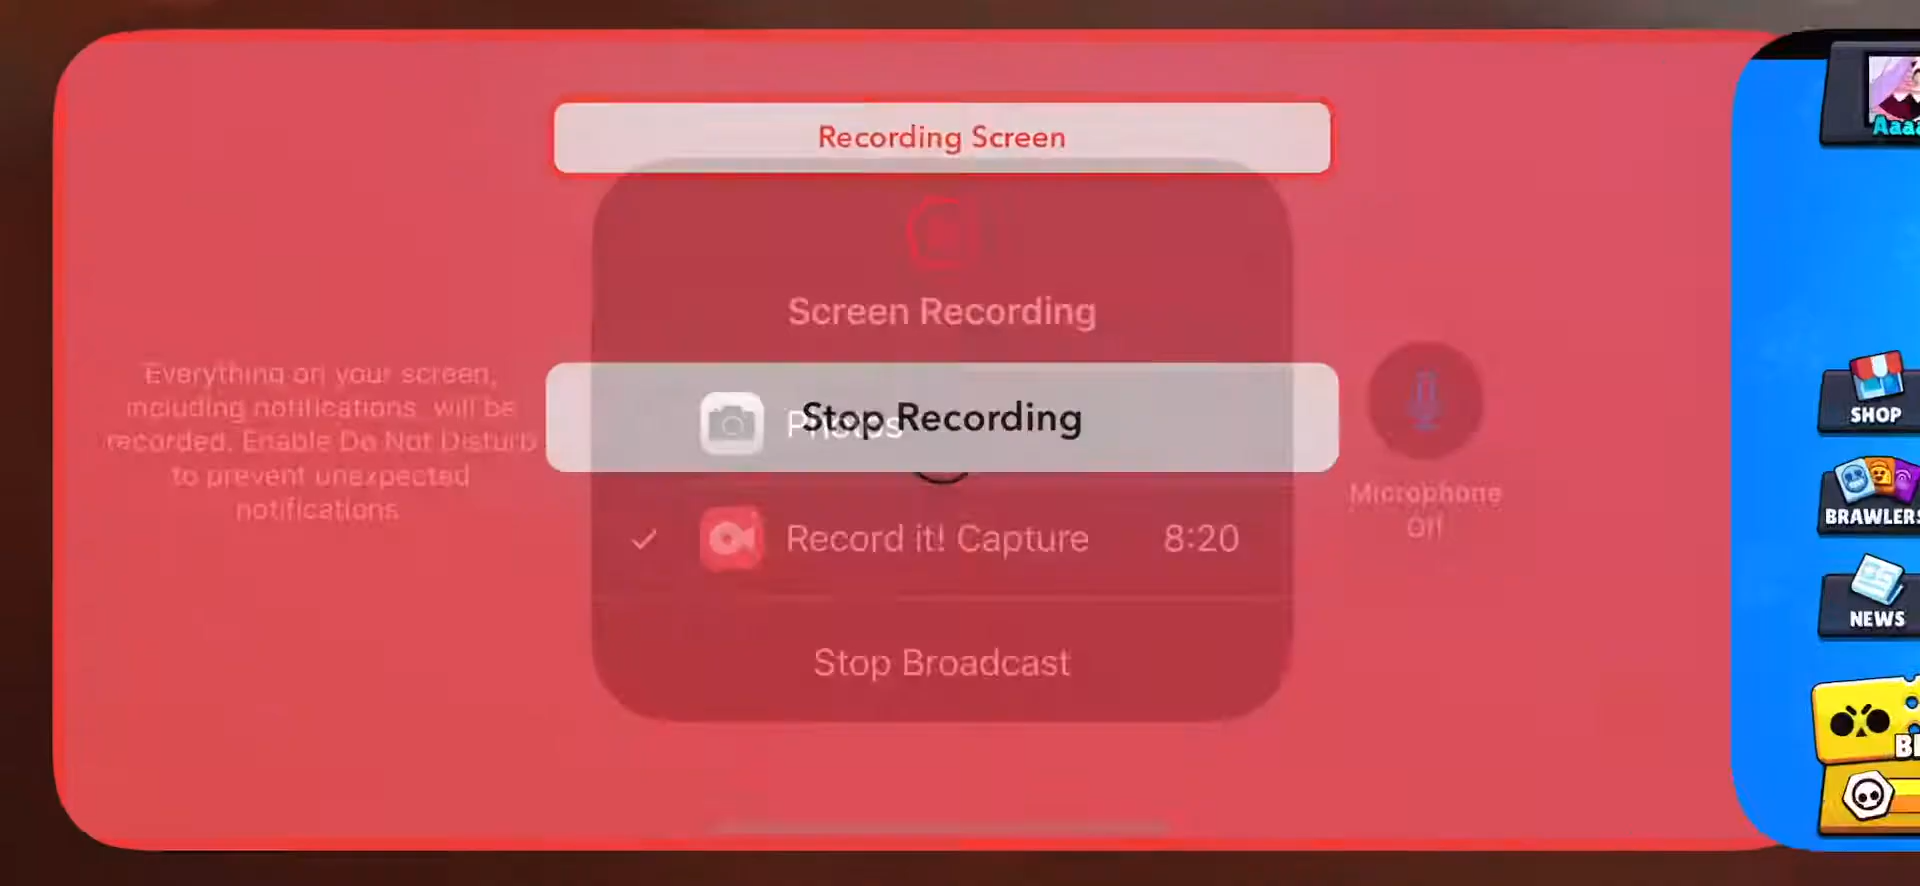 Recording Screen
Screen Recording
Everything on your screen,
including notifications, will be
recorded. Enable Do Not Disturb
to prevent unexpected
notifications.
Photos
Stop Recording
Record it! Capture 8:20
Stop Broadcast
Microphone
Off
Aaa
SHOP
BRAWLERS
NEWS